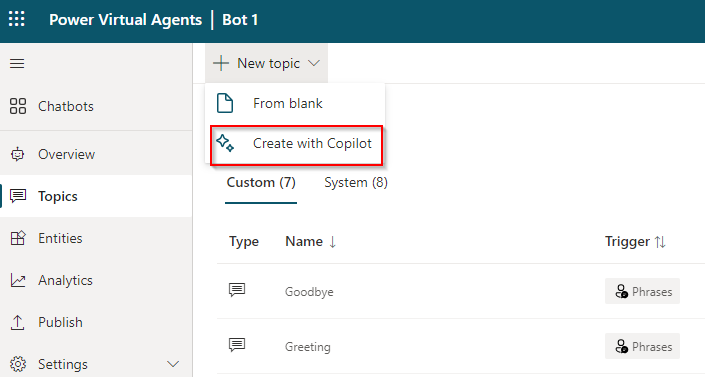 Power Virtual Agents | Bot 1
New topic
Chatbots
From blank
Create with Copilot
Overview
Topics
Custom (7) System (8)
Entities
Type Name ↓ Trigger ↑↓
Analytics
Goodbye Phrases
Publish
Greeting Phrases
Settings